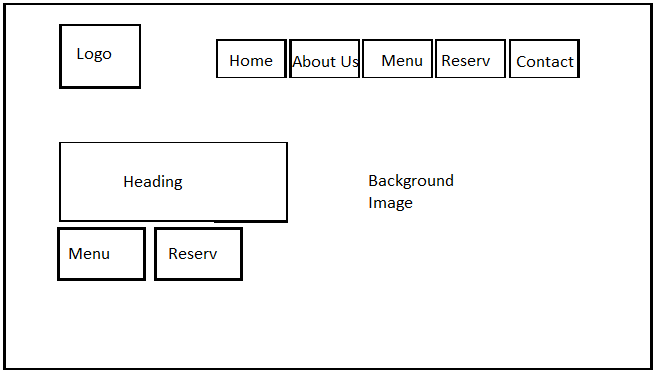 Logo
Home
About Us
Menu
Reserv
Contact
Heading
Background
Image
Menu
Reserv